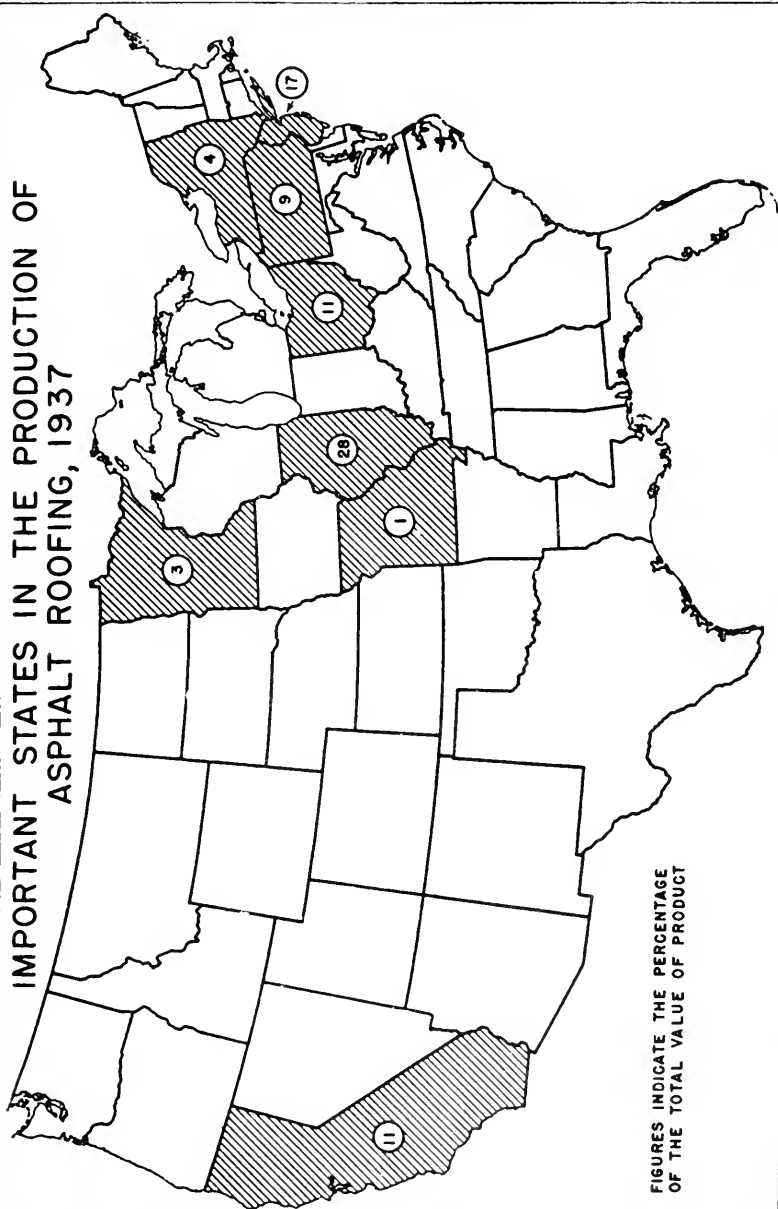 IMPORTANT STATES IN THE PRODUCTION OF
ASPHALT ROOFING, 1937
17
4
9
11
28
3
1
11
FIGURES INDICATE THE PERCENTAGE
OF THE TOTAL VALUE OF PRODUCT